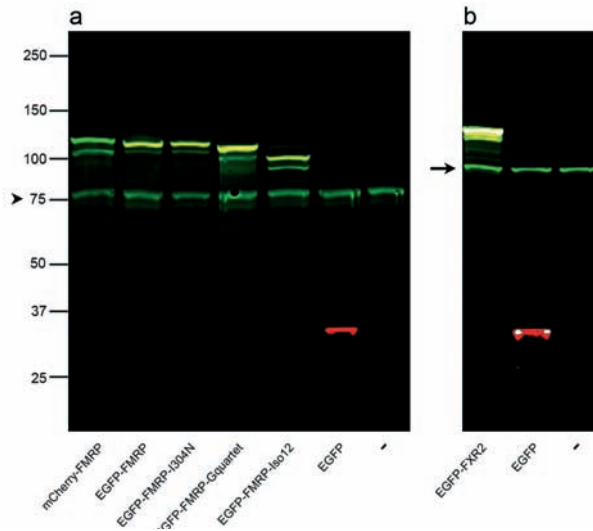 a
b
250
150
100
75
50
37
25
mCherry-FMRP
EGFP-FMRP
EGFP-FMRP-I304N
EGFP-FMRP-Gquartet
EGFP-FMRP-Iso12
EGFP
-
EGFP-FXR2
EGFP
-